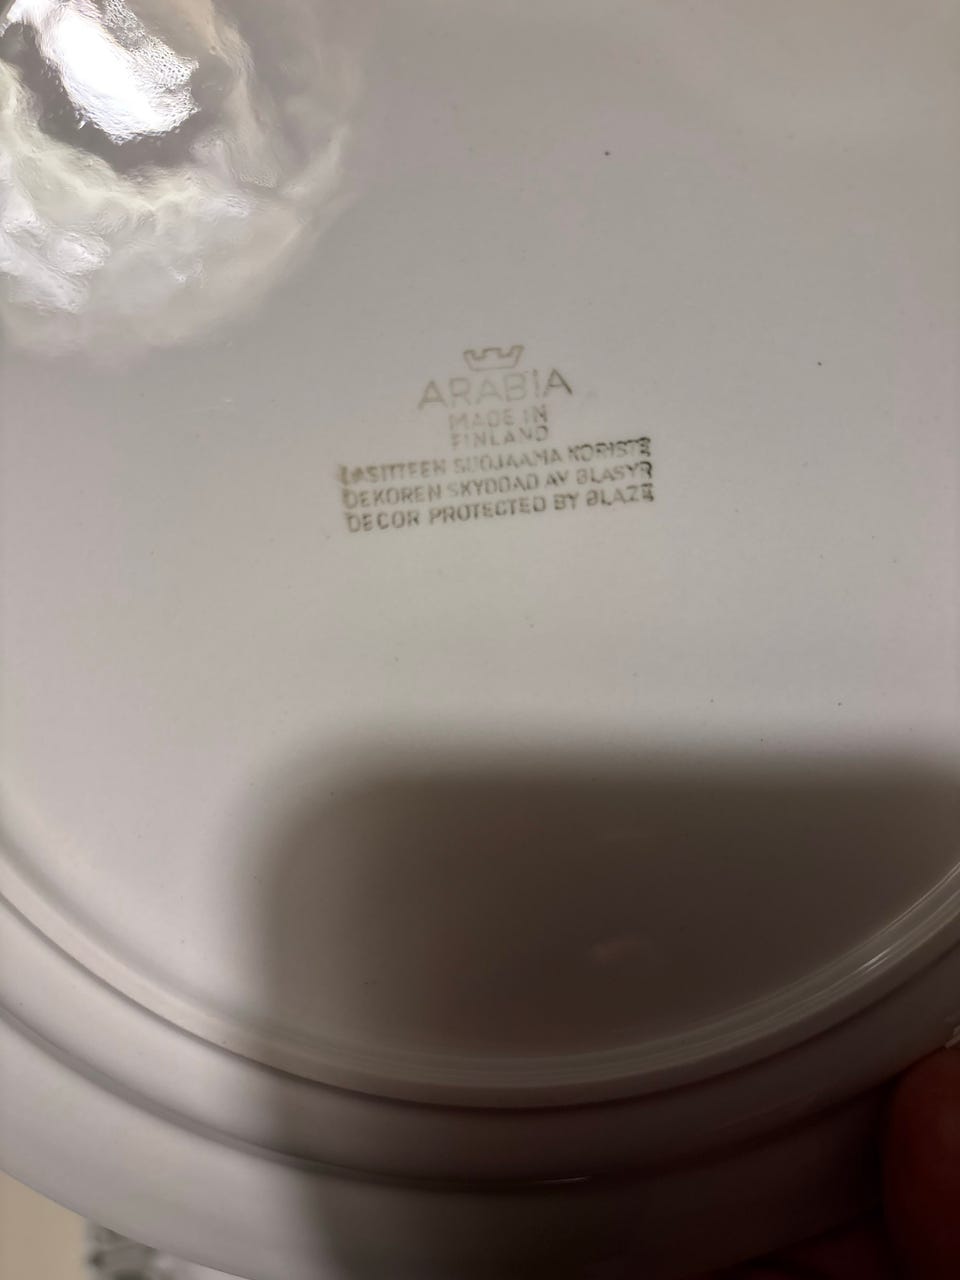 ARABIA
MADE IN
FINLAND
LASITTEEN SUOJAAMA KORISTE
DEKOREN SKYDDAD AV GLASYR
DECOR PROTECTED BY GLAZE